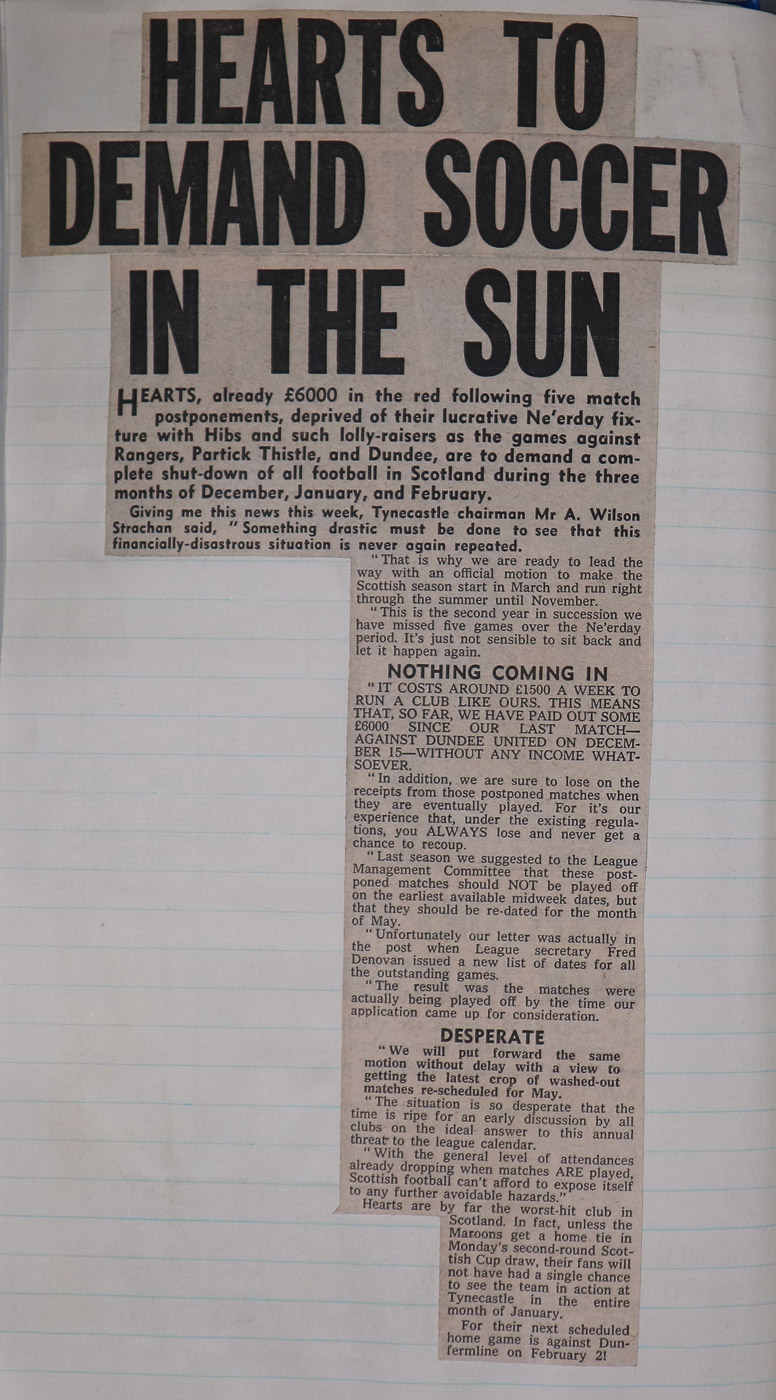 HEARTS TO
DEMAND SOCCER
IN THE SUN
HEARTS, already £6000 in the red following five match
postponements, deprived of their lucrative Ne'erday fix-
ture with Hibs and such lolly-raisers as the games against
Rangers, Partick Thistle, and Dundee, are to demand a com-
plete shut-down of all football in Scotland during the three
months of December, January, and February.
Giving me this news this week, Tynecastle chairman Mr A. Wilson
Strachan said, "Something drastic must be done to see that this
financially-disastrous situation is never again repeated.
"That is why we are ready to lead the
way with an official motion to make the
Scottish season start in March and run right
through the summer until November.
"This is the second year in succession we
have missed five games over the Ne'erday
period. It's just not sensible to sit back and
let it happen again.
NOTHING COMING IN
"IT COSTS AROUND £1500 A WEEK TO
RUN A CLUB LIKE OURS. THIS MEANS
THAT, SO FAR, WE HAVE PAID OUT SOME
£6000 SINCE OUR LAST MATCH—
AGAINST DUNDEE UNITED ON DECEM-
BER 15—WITHOUT ANY INCOME WHAT-
SOEVER.
"In addition, we are sure to lose on the
receipts from those postponed matches when
they are eventually played. For it's our
experience that, under the existing regula-
tions, you ALWAYS lose and never get a
chance to recoup.
"Last season we suggested to the League
Management Committee that these post-
poned matches should NOT be played off
on the earliest available midweek dates, but
that they should be re-dated for the month
of May.
"Unfortunately our letter was actually in
the post when League secretary Fred
Denovan issued a new list of dates for all
the outstanding games.
"The result was the matches were
actually being played off by the time our
application came up for consideration.
DESPERATE
"We will put forward the same
motion without delay with a view to
getting the latest crop of washed-out
matches re-scheduled for May.
"The situation is so desperate that the
time is ripe for an early discussion by all
clubs on the ideal answer to this annual
threat to the league calendar.
"With the general level of attendances
already dropping when matches ARE played,
Scottish football can't afford to expose itself
to any further avoidable hazards."
Hearts are by far the worst-hit club in
Scotland. In fact, unless the
Maroons get a home tie in
Monday's second-round Scot-
tish Cup draw, their fans will
not have had a single chance
to see the team in action at
Tynecastle in the entire
month of January.
For their next scheduled
home game is against Dun-
fermline on February 2!